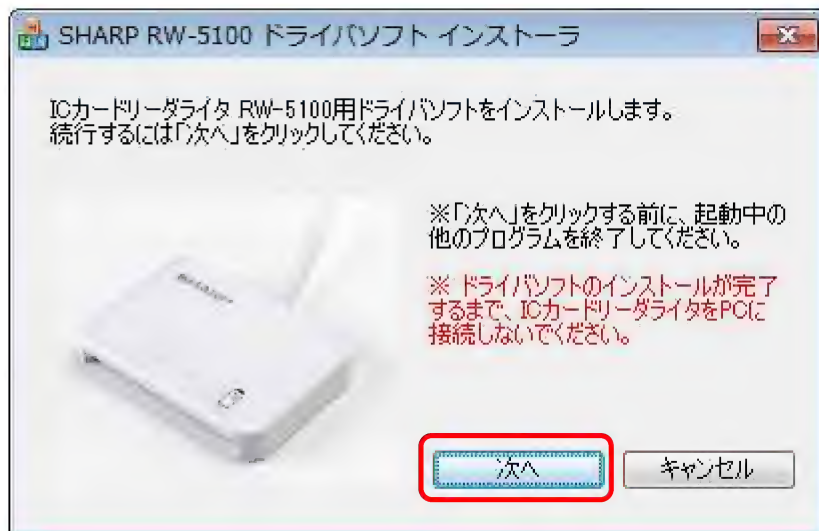 SHARP RW-5100 ドライバソフト インストーラ
ICカードリーダライタ RW-5100用ドライバソフトをインストールします。
続行するには「次へ」をクリックしてください。
※「次へ」をクリックする前に、起動中の
他のプログラムを終了してください。
※ ドライバソフトのインストールが完了
するまで、ICカードリーダライタをPCに
接続しないでください。
次へ
キャンセル